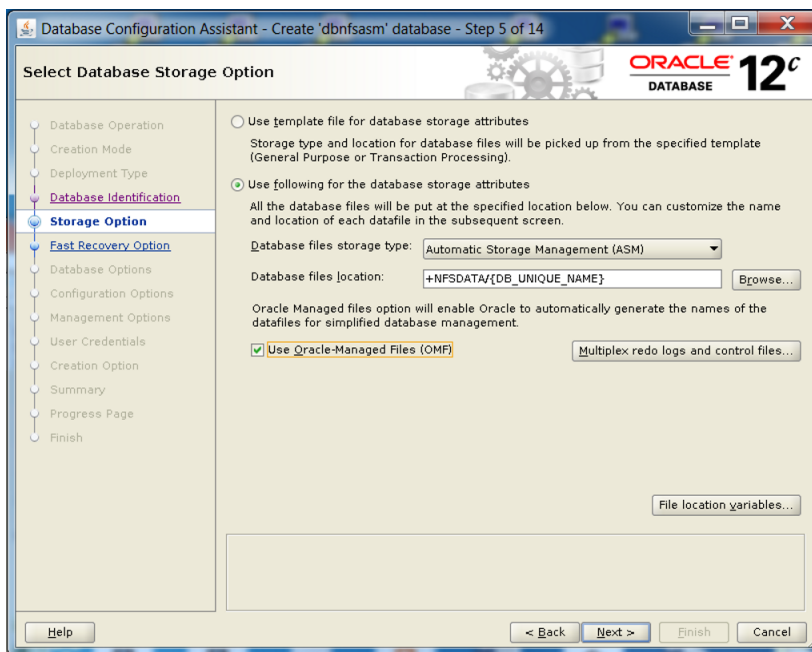 Database Configuration Assistant - Create 'dbnfsasm' database - Step 5 of 14
Select Database Storage Option
ORACLE
DATABASE
12c
Database Operation
Creation Mode
Deployment Type
Database Identification
Storage Option
Fast Recovery Option
Database Options
Configuration Options
Management Options
User Credentials
Creation Option
Summary
Progress Page
Finish
Use template file for database storage attributes
Storage type and location for database files will be picked up from the specified template
(General Purpose or Transaction Processing).
Use following for the database storage attributes
All the database files will be put at the specified location below. You can customize the name
and location of each datafile in the subsequent screen.
Database files storage type: Automatic Storage Management (ASM)
Database files location: +NFSDATA/{DB_UNIQUE_NAME} Browse...
Oracle Managed files option will enable Oracle to automatically generate the names of the
datafiles for simplified database management.
Use Oracle-Managed Files (OMF) Multiplex redo logs and control files...
File location variables...
Help < Back Next > Finish Cancel